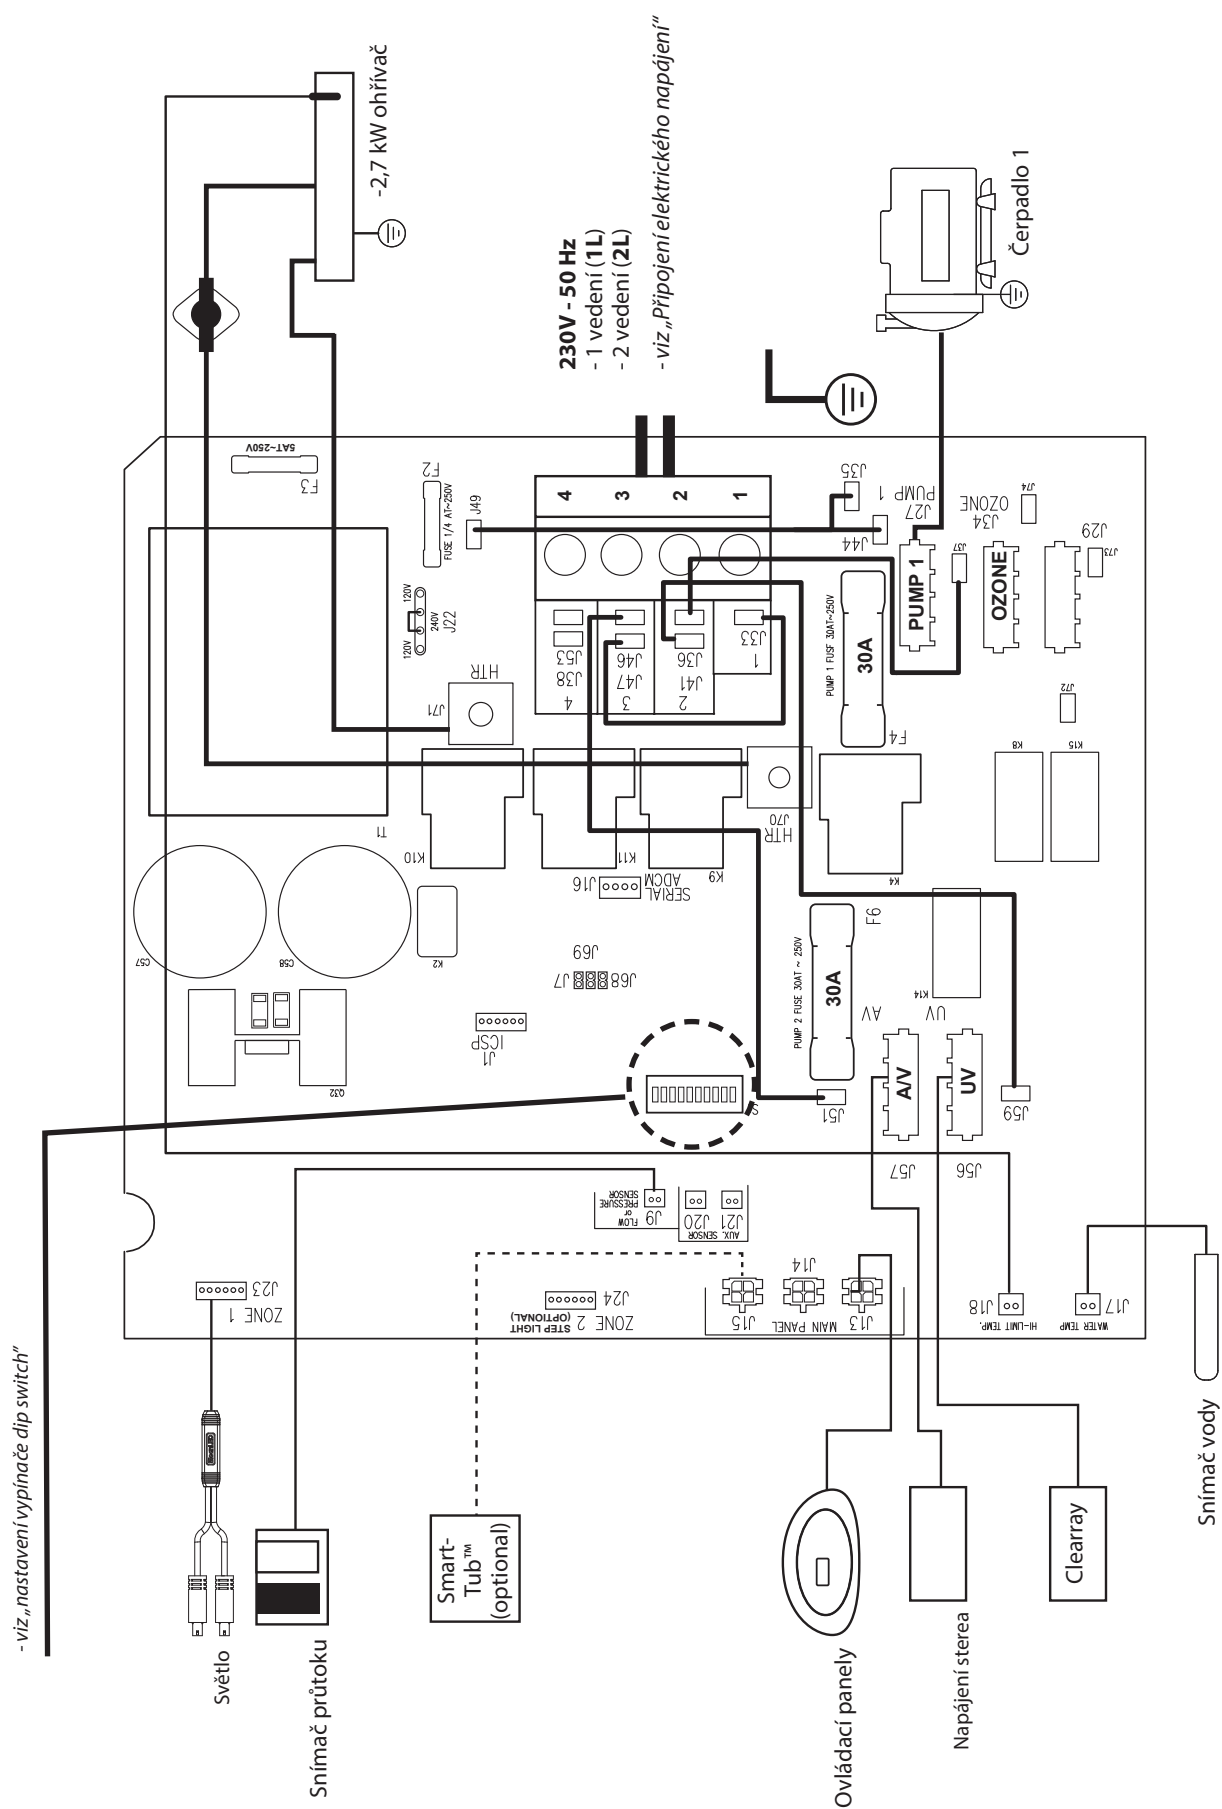 - viz „nastavení vypínače dip switch"
Světlo
Snímač průtoku
Smart-
Tub™
(optional)
Ovládací panely
Napájení sterea
Clearray
Snímač vody
ZONE 1
J23
STEP LIGHT
(OPTIONAL)
ZONE 2
J24
J15
J14
J13
MAIN PANEL
J18
HI-LIMIT TEMP.
J17
WATER TEMP
FLOW
or
PRESSURE
SENSOR
J9
J20
J21
AUX. SENSOR
J57
J56
A/V
UV
AV
UV
J51
J59
S
PUMP 2 FUSE 30AT ~ 250V
30A
F6
K14
Q32
J1
ICSP
J7
J69
J68
C57
C58
K2
J16
SERIAL
ADCM
T1
K10
K11
K9
K4
K8
K15
J71
HTR
J70
HTR
J22
120V
240V
120V
F3
5AT~250V
F2
FUSE 1/4 AT~250V
J49
J53
J38
4
J46
J47
3
J36
J41
2
J33
1
4
3
2
1
J44
J35
PUMP 1 FUSF 30AT~250V
30A
F4
PUMP 1
J27
PUMP
1
J37
OZONE
J34
OZONE
J74
J29
J73
J72
-2,7 kW ohřívač
230V - 50 Hz
- 1 vedení (1L)
- 2 vedení (2L)
- viz „Připojení elektrického napájení"
Čerpadlo 1